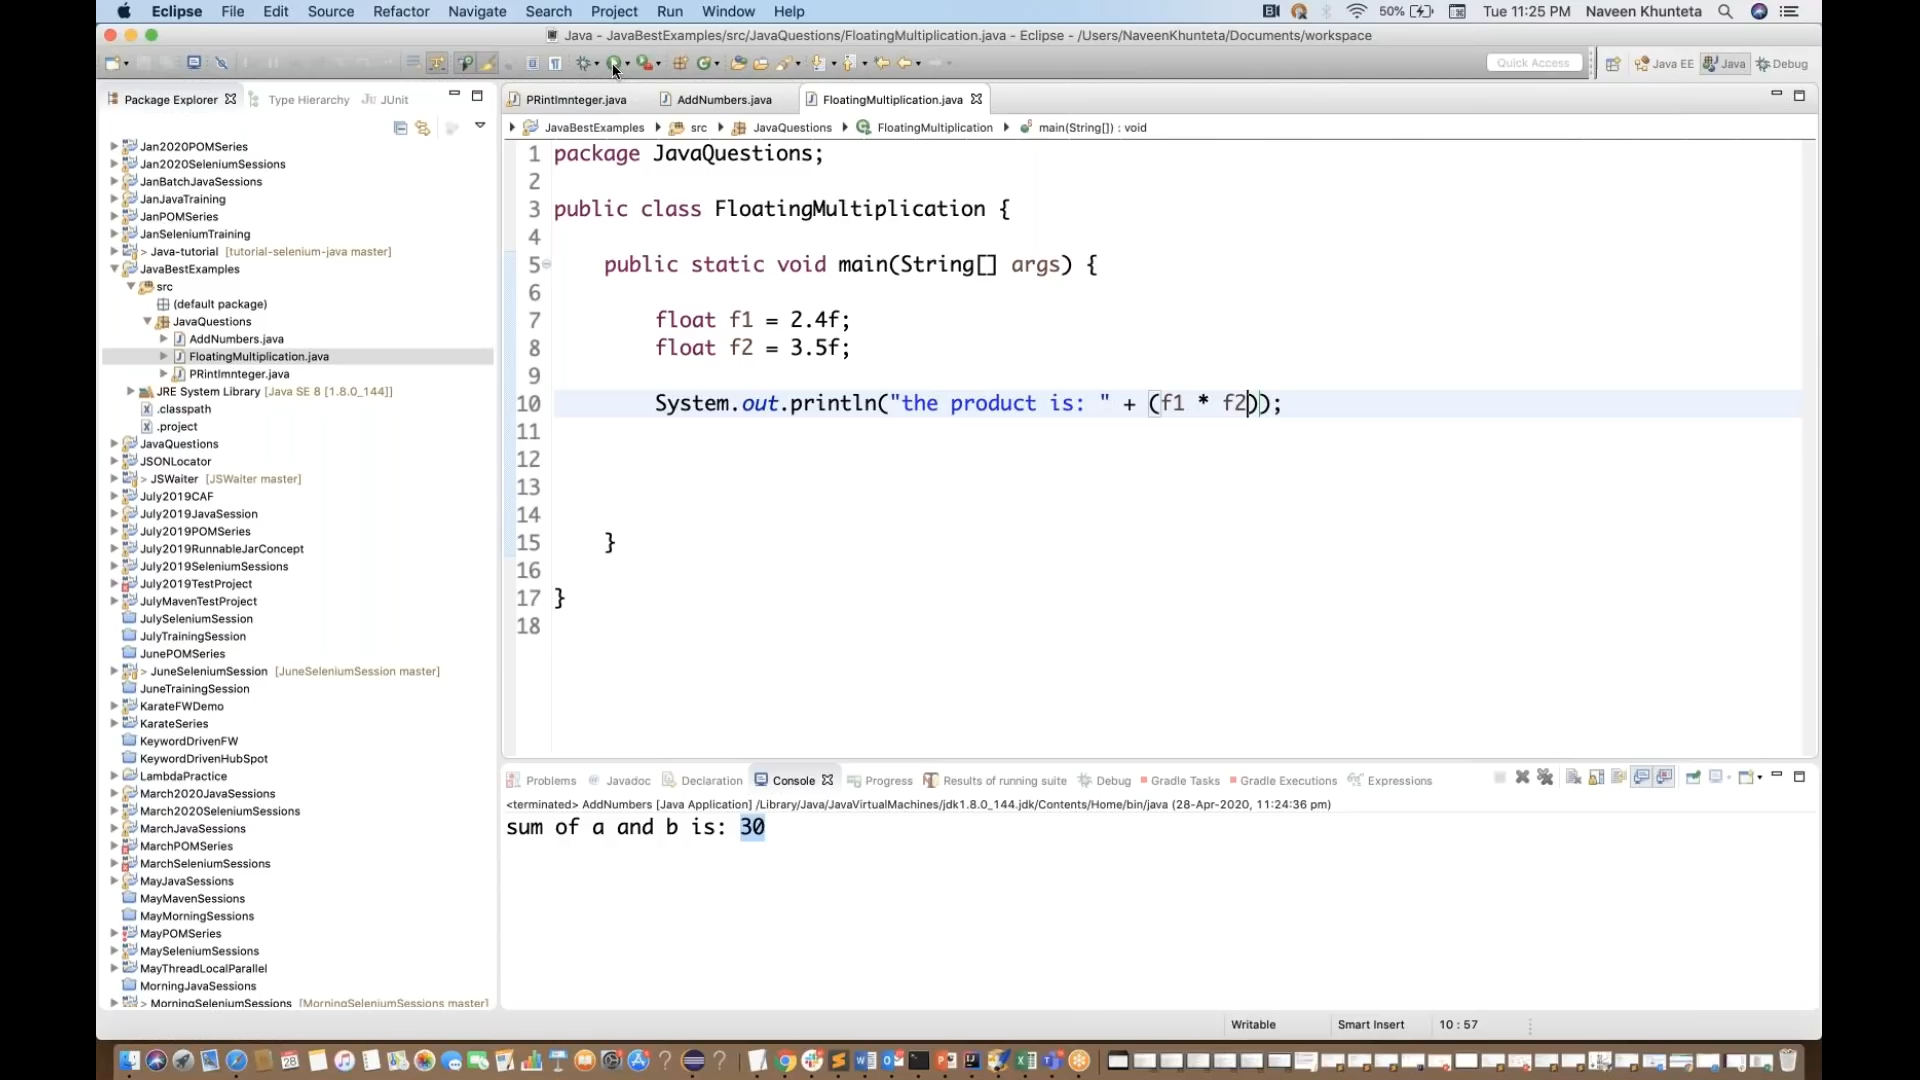 Eclipse File Edit Source Refactor Navigate Search Project Run Window Help 50% Tue 11:25 PM Naveen Khunteta
Java - JavaBestExamples/src/JavaQuestions/FloatingMultiplication.java - Eclipse - /Users/NaveenKhunteta/Documents/workspace
Quick Access Java EE Java Debug
Package Explorer Type Hierarchy JUnit
PRintImnteger.java AddNumbers.java FloatingMultiplication.java
JavaBestExamples src JavaQuestions FloatingMultiplication main(String[]) : void
Jan2020POMSeries
Jan2020SeleniumSessions
JanBatchJavaSessions
JanJavaTraining
JanPOMSeries
JanSeleniumTraining
> Java-tutorial [tutorial-selenium-java master]
JavaBestExamples
src
(default package)
JavaQuestions
AddNumbers.java
FloatingMultiplication.java
PRintImnteger.java
JRE System Library [Java SE 8 [1.8.0_144]]
.classpath
.project
JavaQuestions
JSONLocator
> JSWaiter [JSWaiter master]
July2019CAF
July2019JavaSession
July2019POMSeries
July2019RunnableJarConcept
July2019SeleniumSessions
July2019TestProject
JulyMavenTestProject
JulySeleniumSession
JulyTrainingSession
JunePOMSeries
> JuneSeleniumSession [JuneSeleniumSession master]
JuneTrainingSession
KarateFWDemo
KarateSeries
KeywordDrivenFW
KeywordDrivenHubSpot
LambdaPractice
March2020JavaSessions
March2020SeleniumSessions
MarchJavaSessions
MarchPOMSeries
MarchSeleniumSessions
MayJavaSessions
MayMavenSessions
MayMorningSessions
MayPOMSeries
MaySeleniumSessions
MayThreadLocalParallel
MorningJavaSessions
> MorningSeleniumSessions [MorningSeleniumSessions master]
1 package JavaQuestions;
2
3 public class FloatingMultiplication {
4
5 public static void main(String[] args) {
6
7 float f1 = 2.4f;
8 float f2 = 3.5f;
9
10 System.out.println("the product is: " + (f1 * f2));
11
12
13
14
15 }
16
17 }
18
Problems Javadoc Declaration Console Progress Results of running suite Debug Gradle Tasks Gradle Executions Expressions
<terminated> AddNumbers [Java Application] /Library/Java/JavaVirtualMachines/jdk1.8.0_144.jdk/Contents/Home/bin/java (28-Apr-2020, 11:24:36 pm)
sum of a and b is: 30
Writable Smart Insert 10 : 57